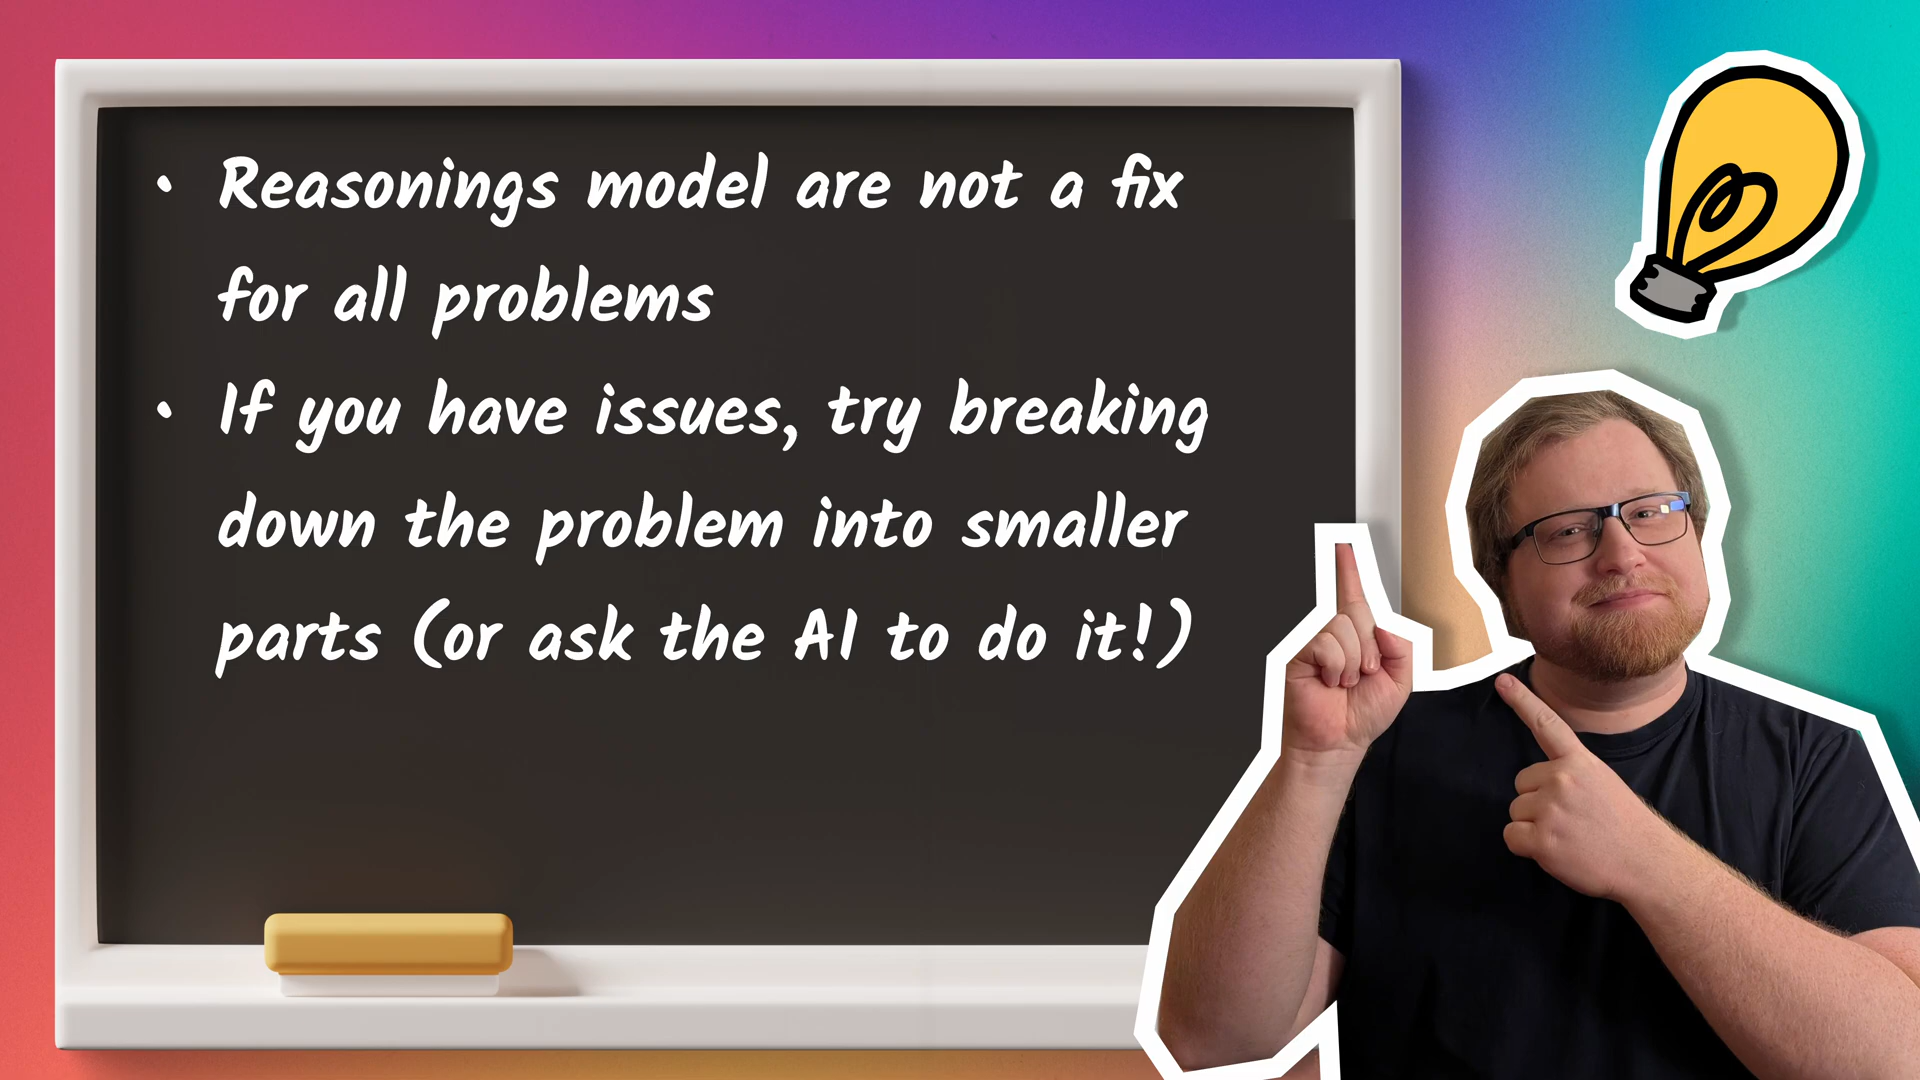 • Reasonings model are not a fix
for all problems
• If you have issues, try breaking
down the problem into smaller
parts (or ask the AI to do it!)